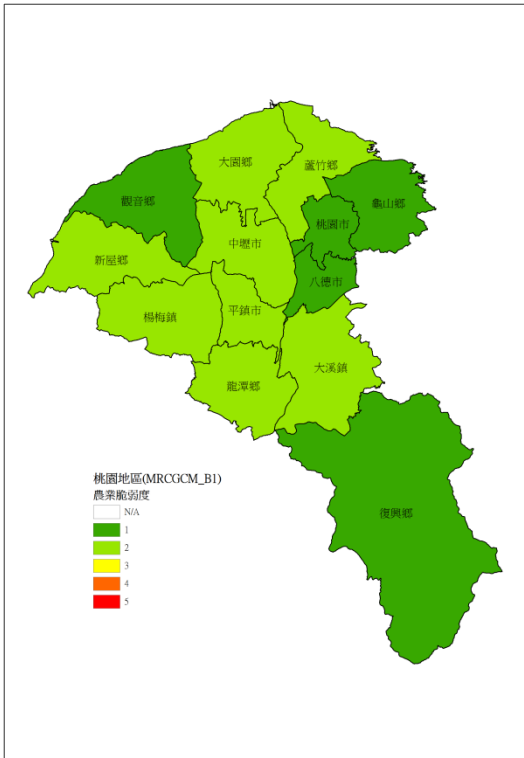 大園鄉
蘆竹鄉
觀音鄉
龜山鄉
桃園市
中壢市
新屋鄉
八德市
楊梅鎮
平鎮市
大溪鎮
龍潭鄉
桃園地區(MRCGCM_B1)
農業脆弱度
N/A
1
2
3
4
5
復興鄉